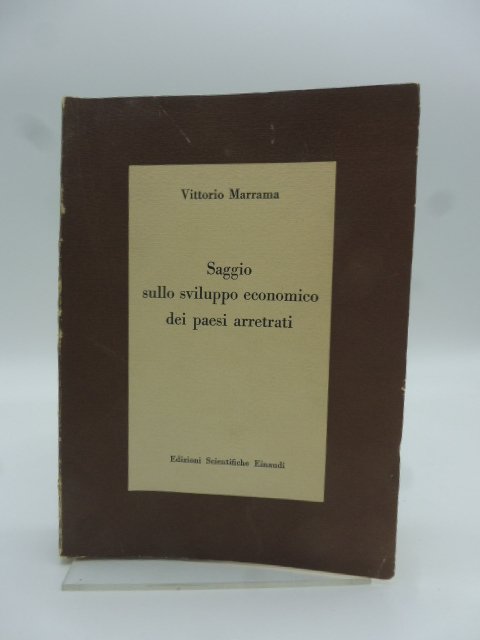 Vittorio Marrama
Saggio
sullo sviluppo economico
dei paesi arretrati
Edizioni Scientifiche Einaudi